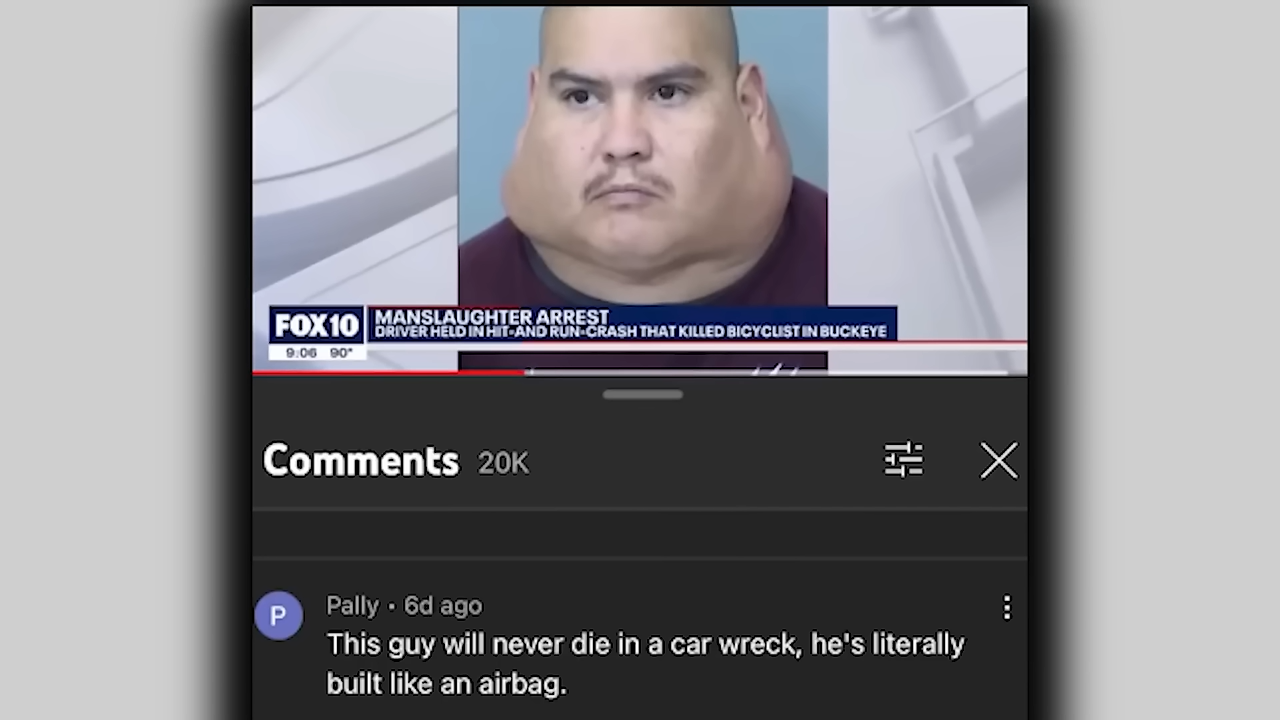 FOX10
MANSLAUGHTER ARREST
DRIVER HELD IN HIT-AND RUN-CRASH THAT KILLED BICYCLIST IN BUCKEYE
9:06 90°
Comments 20K
P
Pally • 6d ago
This guy will never die in a car wreck, he's literally
built like an airbag.